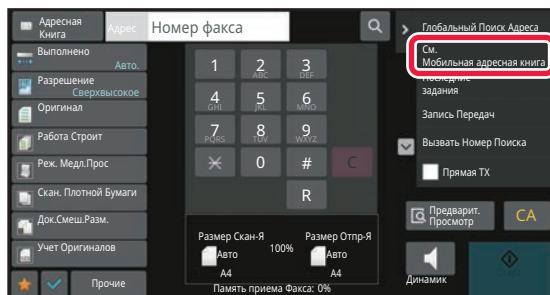 Адресная
Книга
Адрес
Номер факса
Выполнено
Авто.
Разрешение
Сверхвысокое
Оригинал
Работа Строит
Реж. Медл.Прос
Скан. Плотной Бумаги
Док.Смеш.Разм.
Учет Оригиналов
Прочие
1
2
ABC
3
DEF
4
GHI
5
JKL
6
MNO
7
PQRS
8
TUV
9
WXYZ
0
#
C
R
Размер Скан-Я
100%
Размер Отпр-Я
Авто
A4
Авто
A4
Память приема Факса: 0%
Глобальный Поиск Адреса
См.
Мобильная адресная книга
Последние
задания
Запись Передач
Вызвать Номер Поиска
Прямая TX
Предварит.
Просмотр
CA
Динамик